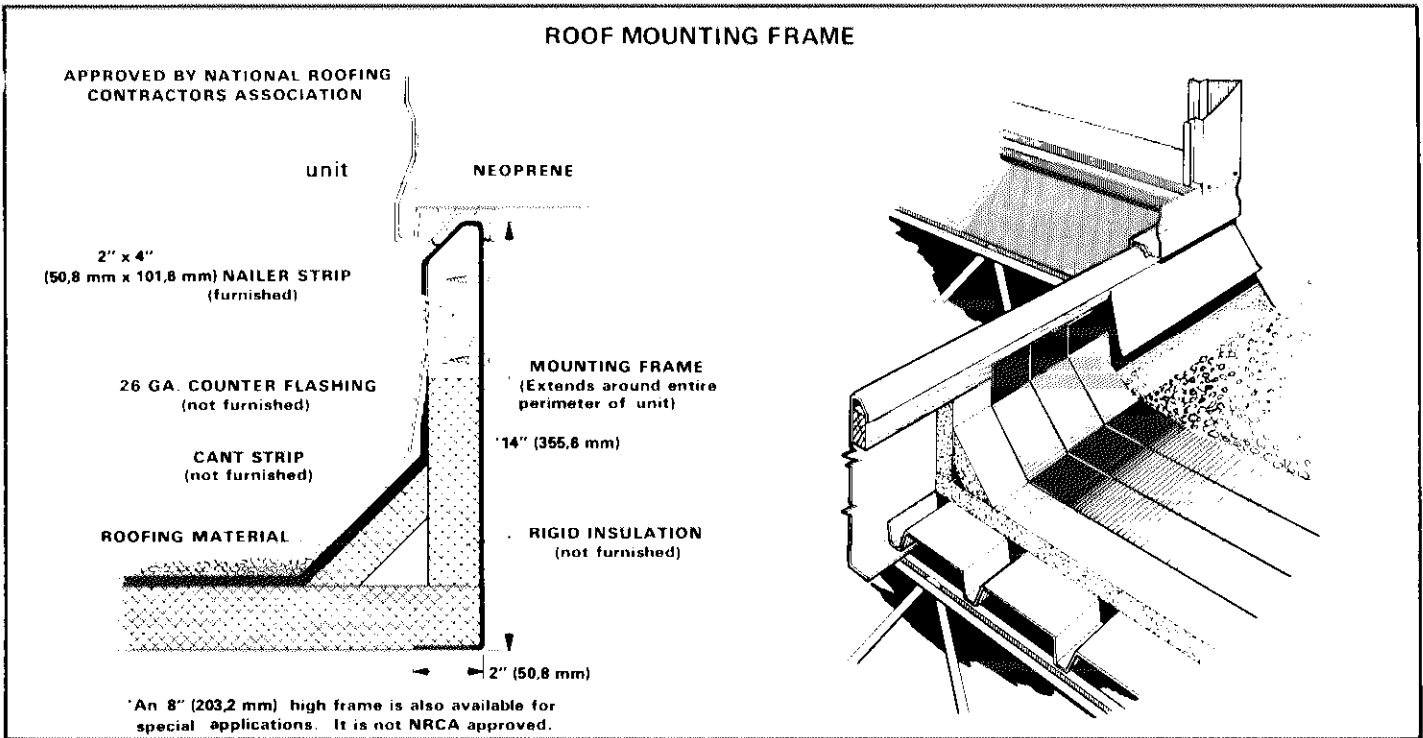 ROOF MOUNTING FRAME
APPROVED BY NATIONAL ROOFING
CONTRACTORS ASSOCIATION
unit
NEOPRENE
2" x 4"
(50,8 mm x 101,6 mm) NAILER STRIP
(furnished)
26 GA. COUNTER FLASHING
(not furnished)
MOUNTING FRAME
(Extends around entire
perimeter of unit)
*14" (355,6 mm)
CANT STRIP
(not furnished)
ROOFING MATERIAL
RIGID INSULATION
(not furnished)
2" (50,8 mm)
*An 8" (203,2 mm) high frame is also available for
special applications. It is not NRCA approved.